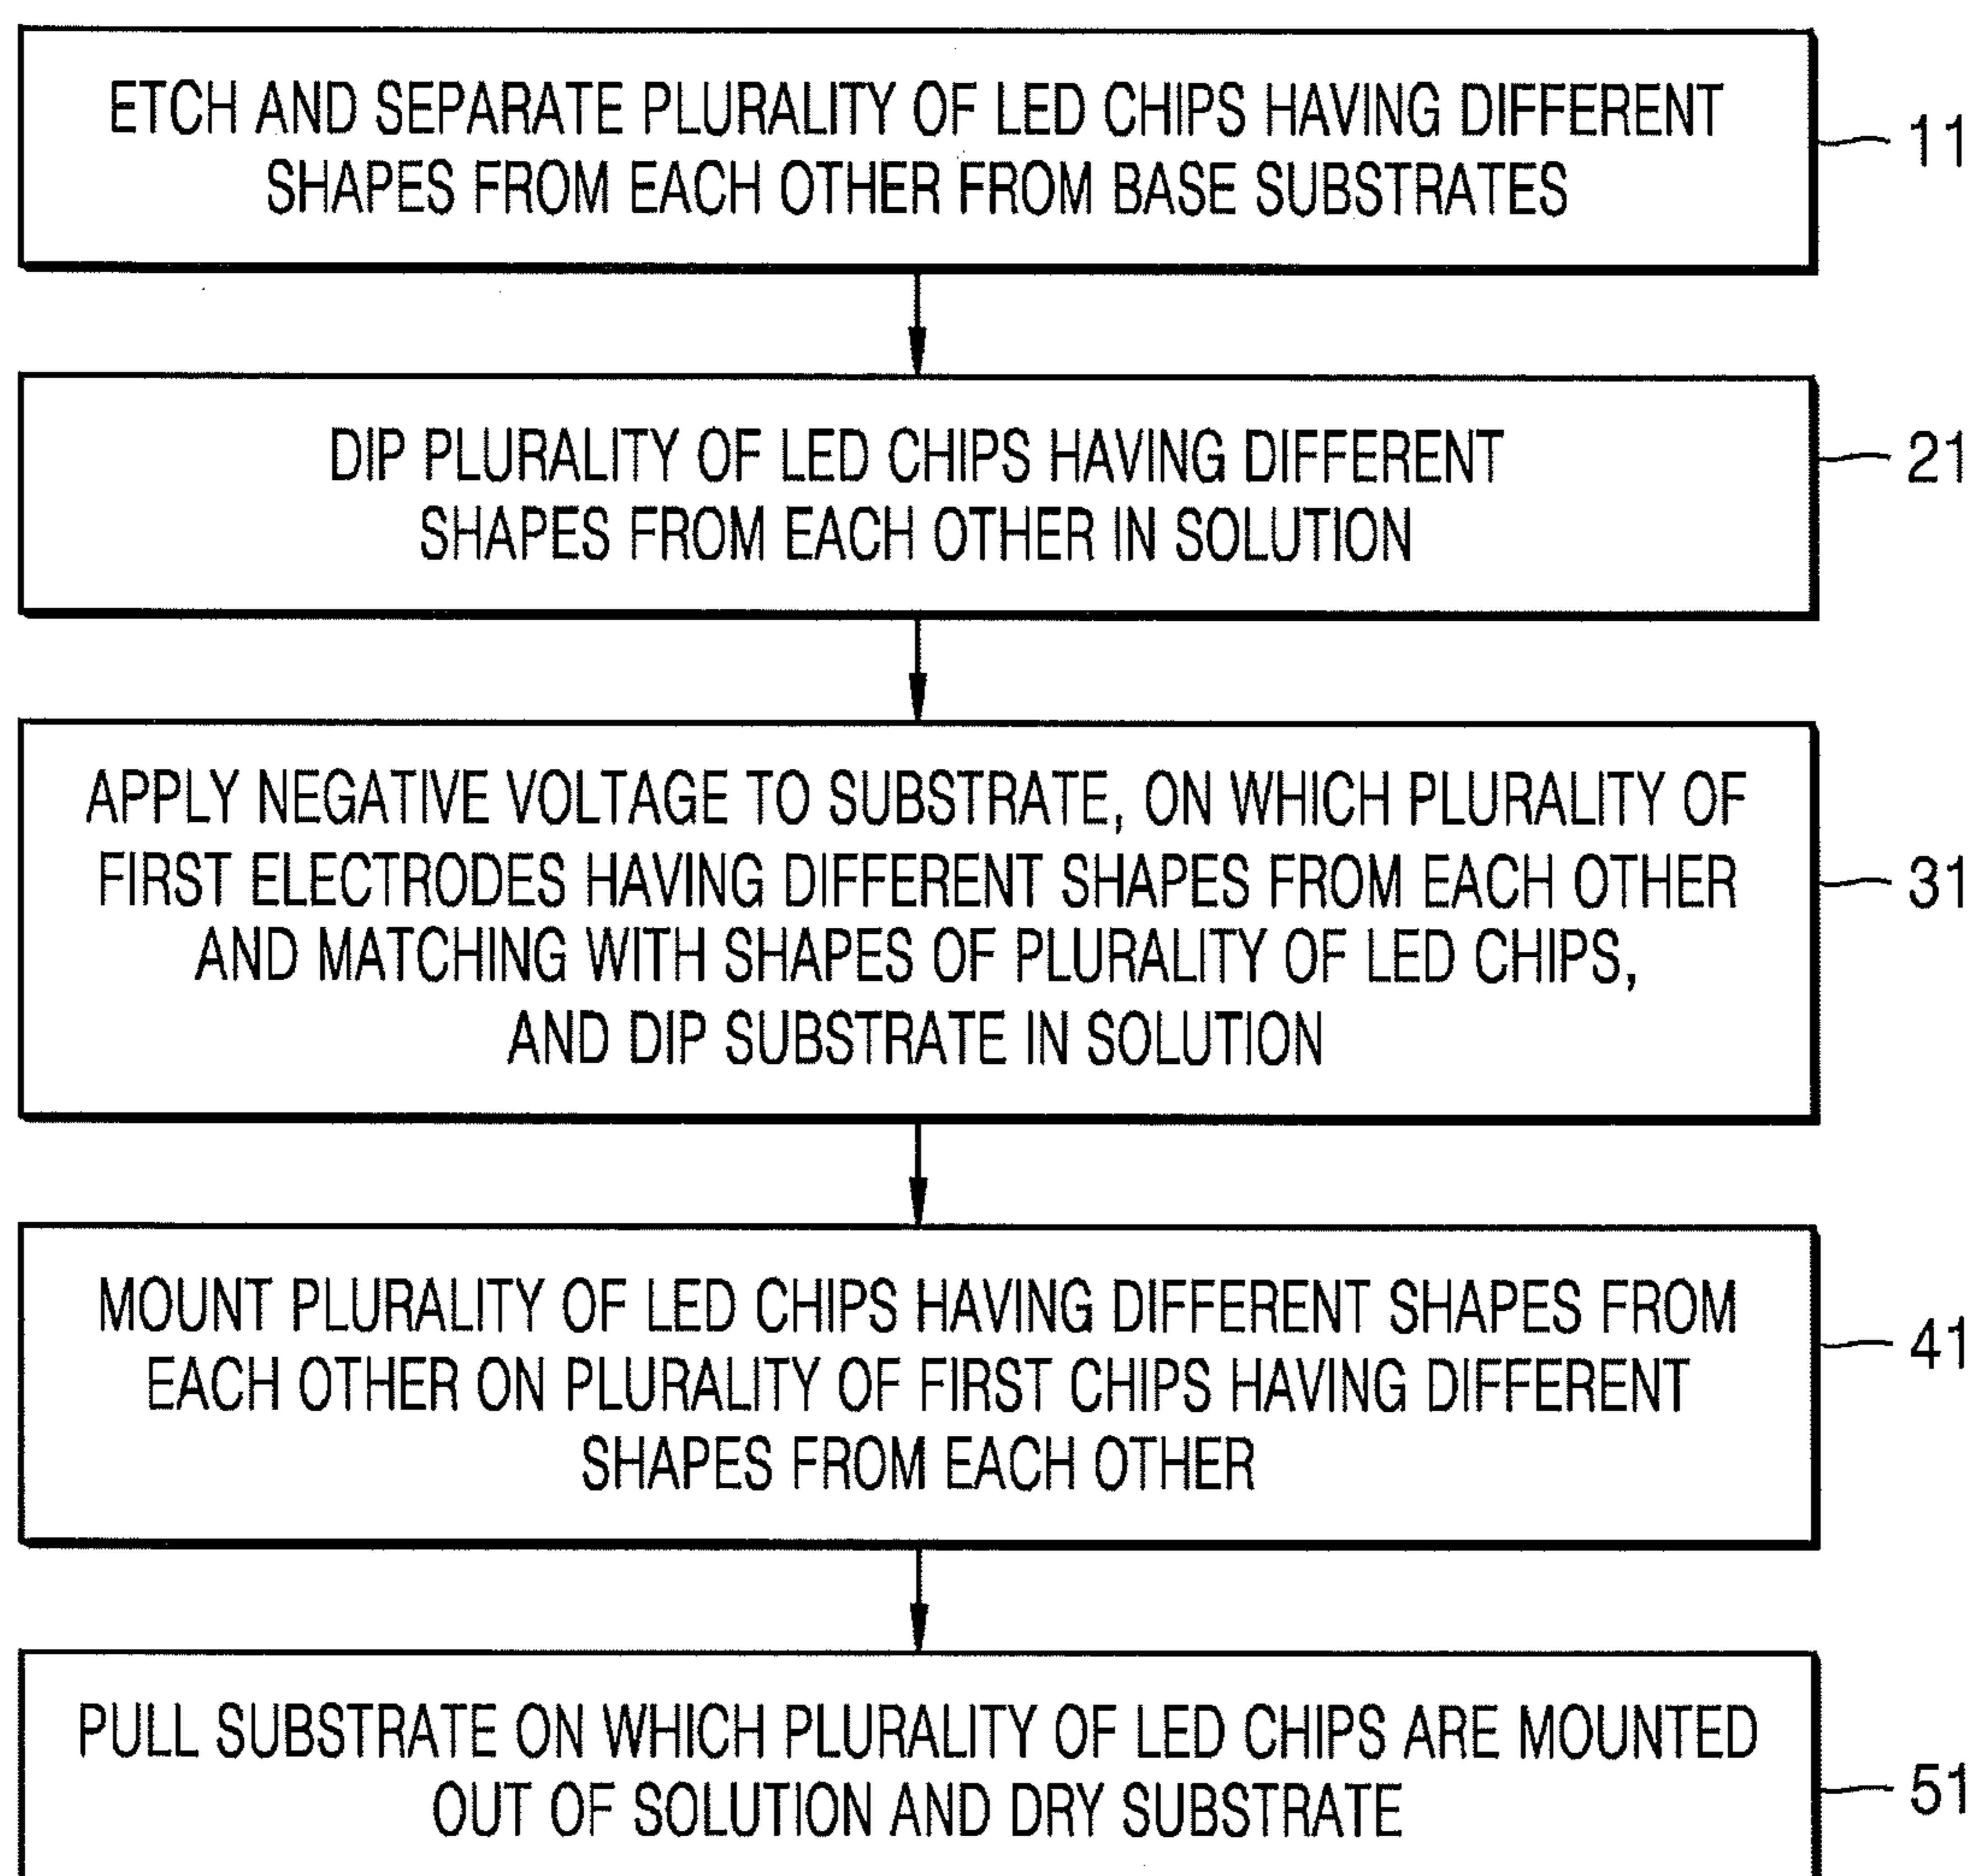 ETCH AND SEPARATE PLURALITY OF LED CHIPS HAVING DIFFERENT
SHAPES FROM EACH OTHER FROM BASE SUBSTRATES
11
DIP PLURALITY OF LED CHIPS HAVING DIFFERENT
SHAPES FROM EACH OTHER IN SOLUTION
21
APPLY NEGATIVE VOLTAGE TO SUBSTRATE, ON WHICH PLURALITY OF
FIRST ELECTRODES HAVING DIFFERENT SHAPES FROM EACH OTHER
AND MATCHING WITH SHAPES OF PLURALITY OF LED CHIPS,
AND DIP SUBSTRATE IN SOLUTION
31
MOUNT PLURALITY OF LED CHIPS HAVING DIFFERENT SHAPES FROM
EACH OTHER ON PLURALITY OF FIRST CHIPS HAVING DIFFERENT
SHAPES FROM EACH OTHER
41
PULL SUBSTRATE ON WHICH PLURALITY OF LED CHIPS ARE MOUNTED
OUT OF SOLUTION AND DRY SUBSTRATE
51